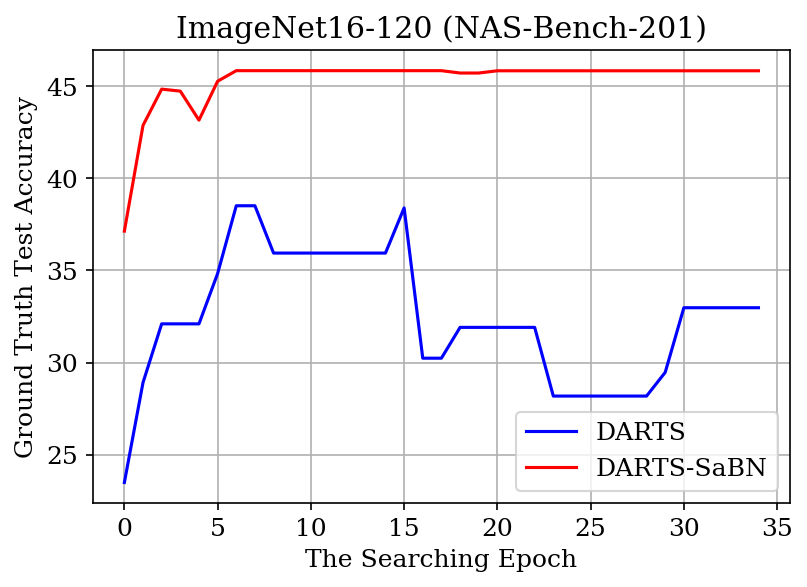 ImageNet16-120 (NAS-Bench-201)
Ground Truth Test Accuracy
45
40
35
30
25
DARTS
DARTS-SaBN
0 5 10 15 20 25 30 35
The Searching Epoch